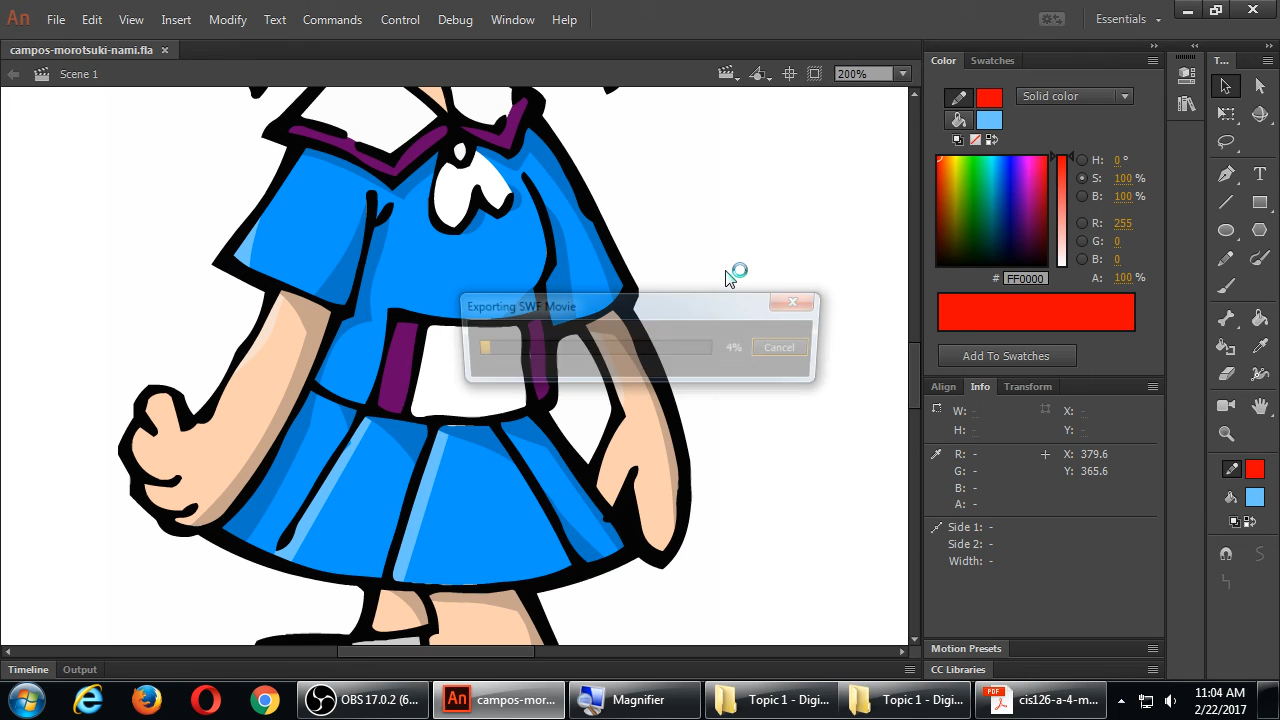 An File Edit View Insert Modify Text Commands Control Debug Window Help Essentials
campos-morotsuki-nami.fla ×
Scene 1 200%
Color Swatches T...
Solid color
H: 0 °
S: 100 %
B: 100 %
R: 255
G: 0
B: 0
# FF0000 A: 100 %
Add To Swatches
Exporting SWF Movie
4% Cancel
Align Info Transform
W: - X: -
H: - Y: -
R: - X: 379.6
G: - Y: 365.6
B: -
A: -
Side 1: -
Side 2: -
Width: -
Motion Presets
CC Libraries
Timeline Output
OBS 17.0.2 (6... An campos-mor... Magnifier Topic 1 - Digi... Topic 1 - Digi... PDF cis126-a-4-m...
11:04 AM
2/22/2017